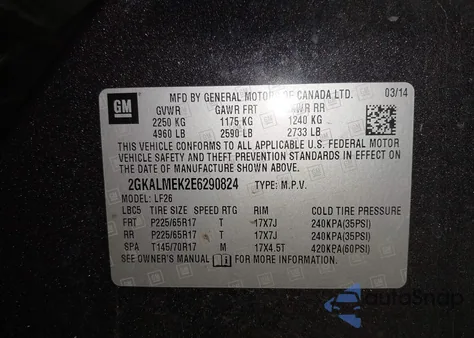 GM
MFD BY GENERAL MOTORS OF CANADA LTD. 03/14
GVWR GAWR FRT GAWR RR
2250 KG 1175 KG 1240 KG
4960 LB 2590 LB 2733 LB
THIS VEHICLE CONFORMS TO ALL APPLICABLE U.S. FEDERAL MOTOR
VEHICLE SAFETY AND THEFT PREVENTION STANDARDS IN EFFECT ON
THE DATE OF MANUFACTURE SHOWN ABOVE.
2GKALMEK2E6290824 TYPE: M.P.V.
MODEL: LF26
LBC5 TIRE SIZE SPEED RTG RIM COLD TIRE PRESSURE
FRT P225/65R17 T 17X7J 240KPA(35PSI)
RR P225/65R17 T 17X7J 240KPA(35PSI)
SPA T145/70R17 M 17X4.5T 420KPA(60PSI)
SEE OWNER'S MANUAL FOR MORE INFORMATION.
autoSnap